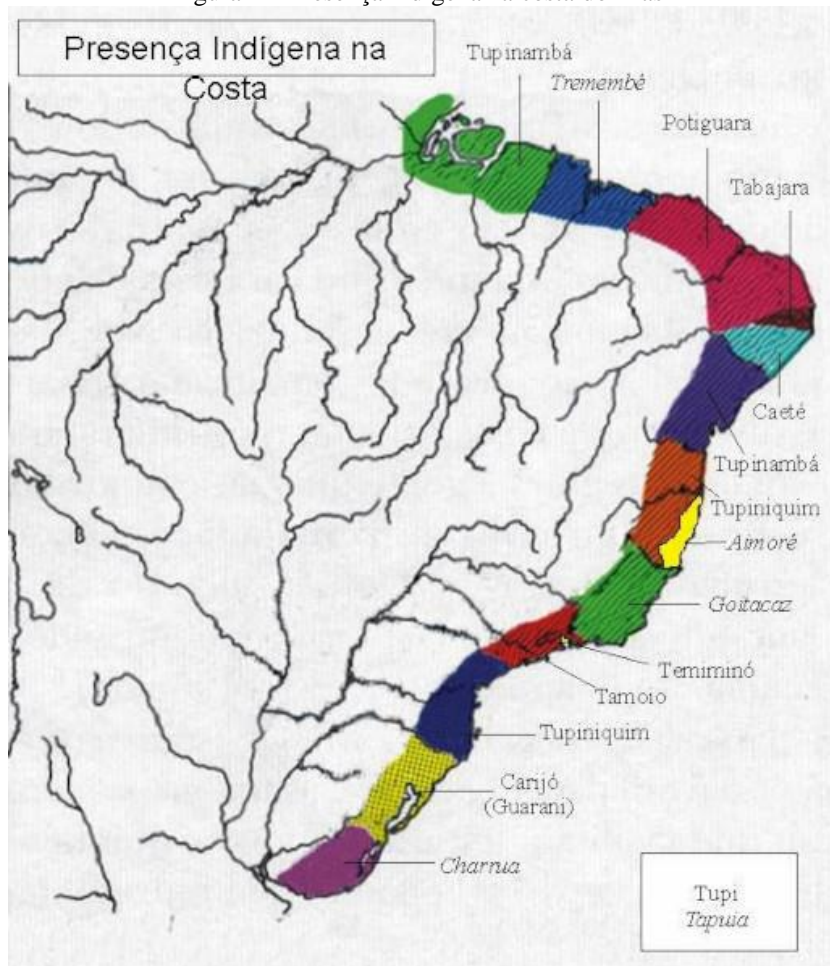 Presença Indígena na
Costa
Tupinambá
Tremembê
Potiguara
Tabajara
Caeté
Tupinambá
Tupiniquim
Aimoré
Goitacaz
Temiminó
Tamoio
Tupiniquim
Carijó
(Guarani)
Charrua
Tupi
Tapuia